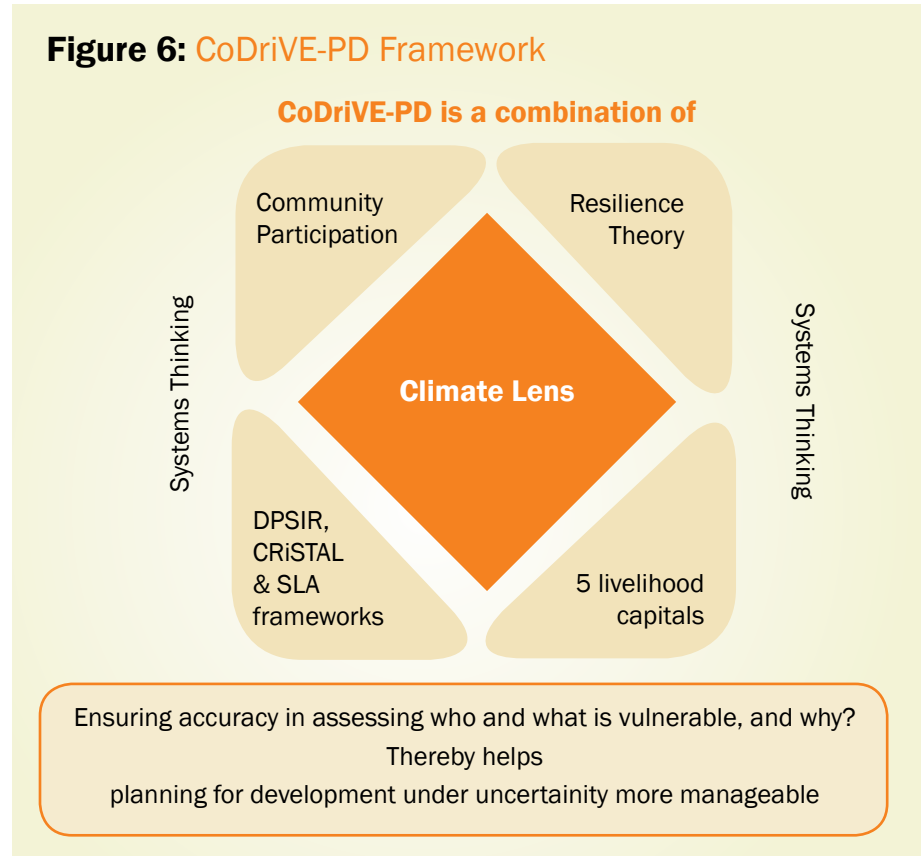 Figure 6: CoDriVE-PD Framework
CoDriVE-PD is a combination of
Community
Participation
Resilience
Theory
Systems Thinking
Climate Lens
Systems Thinking
DPSIR,
CRiSTAL
& SLA
frameworks
5 livelihood
capitals
Ensuring accuracy in assessing who and what is vulnerable, and why?
Thereby helps
planning for development under uncertainity more manageable